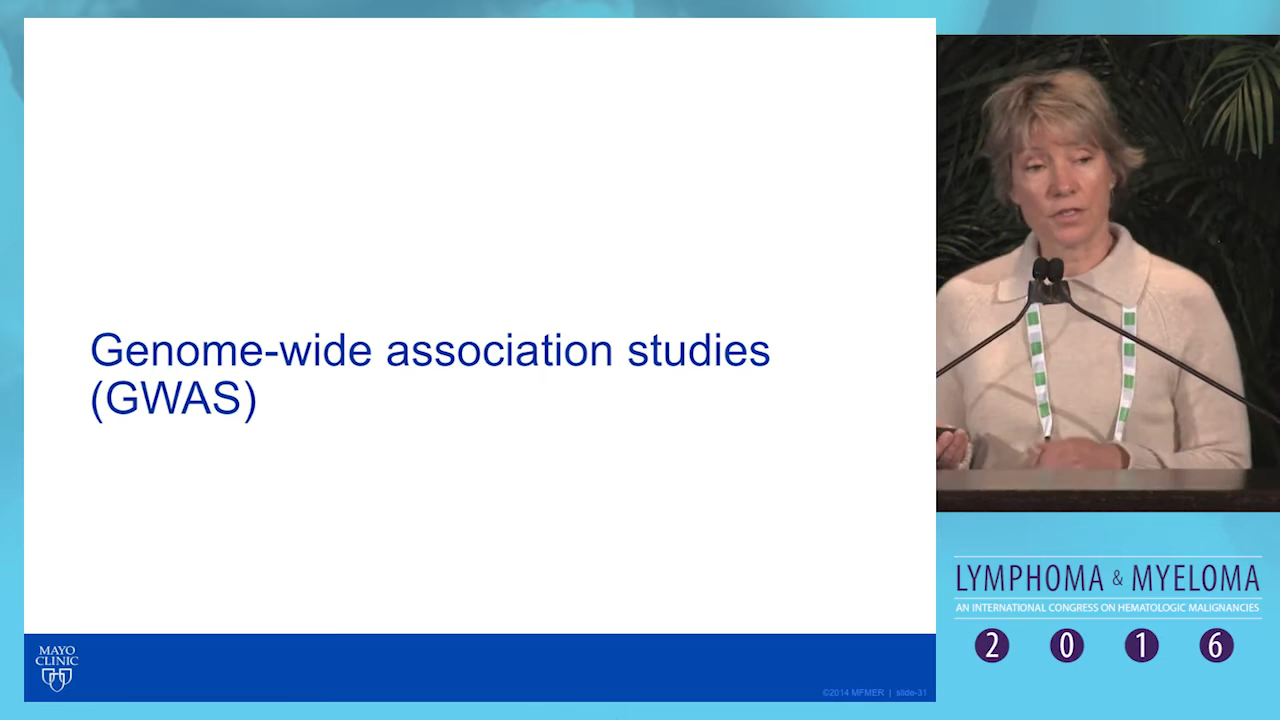 Genome-wide association studies
(GWAS)
MAYO
CLINIC
©2014 MFMER | slide-31
LYMPHOMA & MYELOMA
AN INTERNATIONAL CONGRESS ON HEMATOLOGIC MALIGNANCIES
2 0 1 6